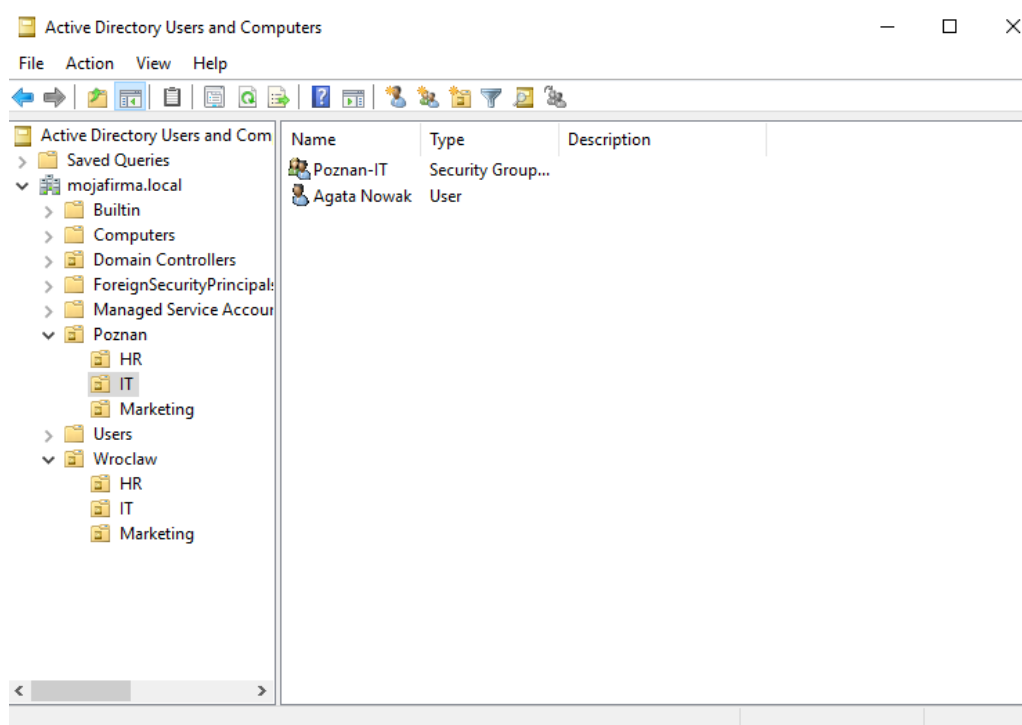 Active Directory Users and Computers
File Action View Help
Active Directory Users and Com
Saved Queries
mojafirma.local
Builtin
Computers
Domain Controllers
ForeignSecurityPrincipals
Managed Service Accour
Poznan
HR
IT
Marketing
Users
Wroclaw
HR
IT
Marketing
Name Type Description
Poznan-IT Security Group...
Agata Nowak User